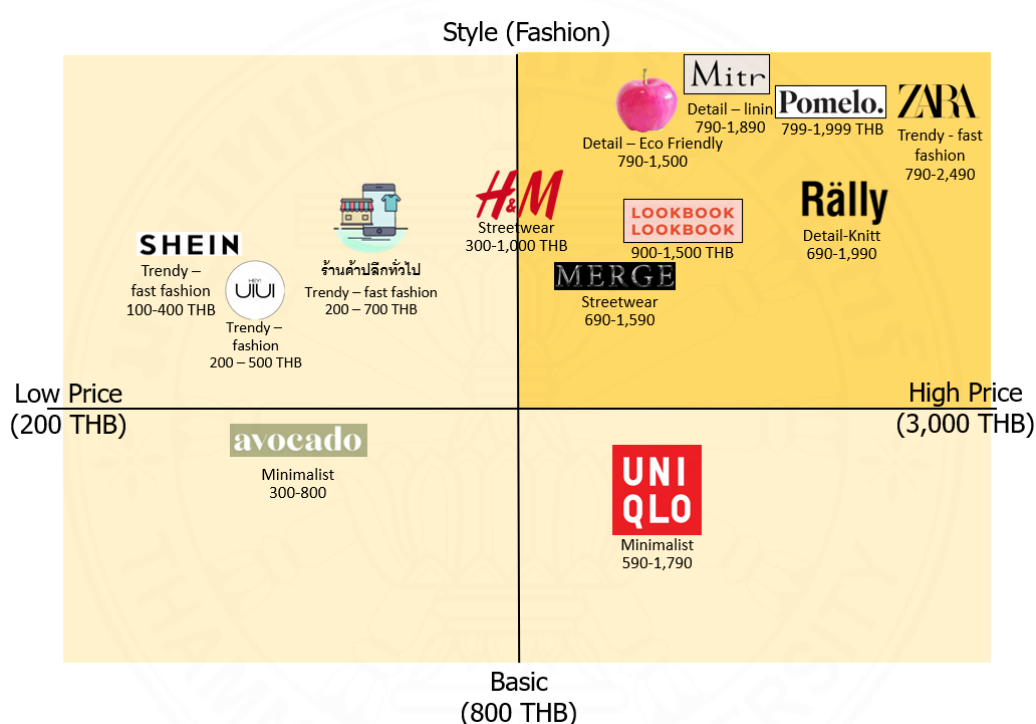 Style (Fashion)
Mitr
Detail – linin
790-1,890
Pomelo.
799-1,999 THB
ZARA
Trendy - fast
fashion
790-2,490
Detail – Eco Friendly
790-1,500
H&M
Streetwear
300-1,000 THB
LOOKBOOK
LOOKBOOK
900-1,500 THB
Rälly
Detail-Knitt
690-1,990
SHEIN
Trendy –
fast fashion
100-400 THB
UIUI
Trendy –
fashion
200 – 500 THB
ร้านค้าปลีกทั่วไป
Trendy – fast fashion
200 – 700 THB
MERGE
Streetwear
690-1,590
Low Price
(200 THB)
High Price
(3,000 THB)
avocado
Minimalist
300-800
UNI
QLO
Minimalist
590-1,790
Basic
(800 THB)